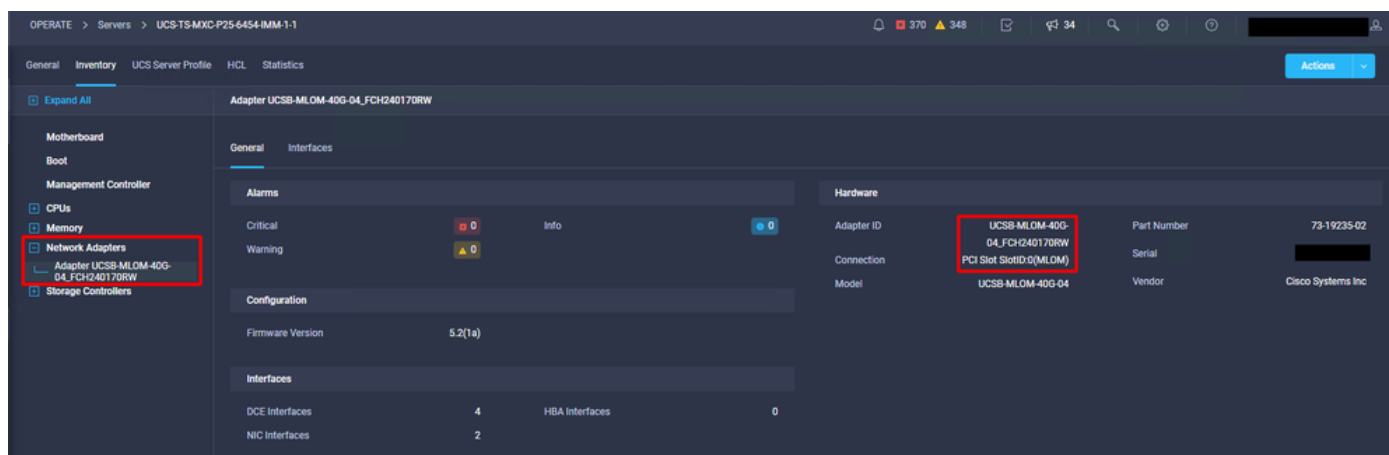 OPERATE > Servers > UCS-TS-MXC-P25-6454-IMM-1-1
370 348 34
General Inventory UCS Server Profile HCL Statistics
Actions
Expand All
Adapter UCSB-MLOM-40G-04_FCH240170RW
Motherboard
Boot
Management Controller
CPUs
Memory
Network Adapters
Adapter UCSB-MLOM-40G-
04_FCH240170RW
Storage Controllers
General Interfaces
Alarms
Critical 0 Info 0
Warning 0
Configuration
Firmware Version 5.2(1a)
Interfaces
DCE Interfaces 4 HBA Interfaces 0
NIC Interfaces 2
Hardware
Adapter ID UCSB-MLOM-40G-
04_FCH240170RW
Part Number 73-19235-02
Connection PCI Slot SlotID:0(MLOM)
Serial
Model UCSB-MLOM-40G-04
Vendor Cisco Systems Inc